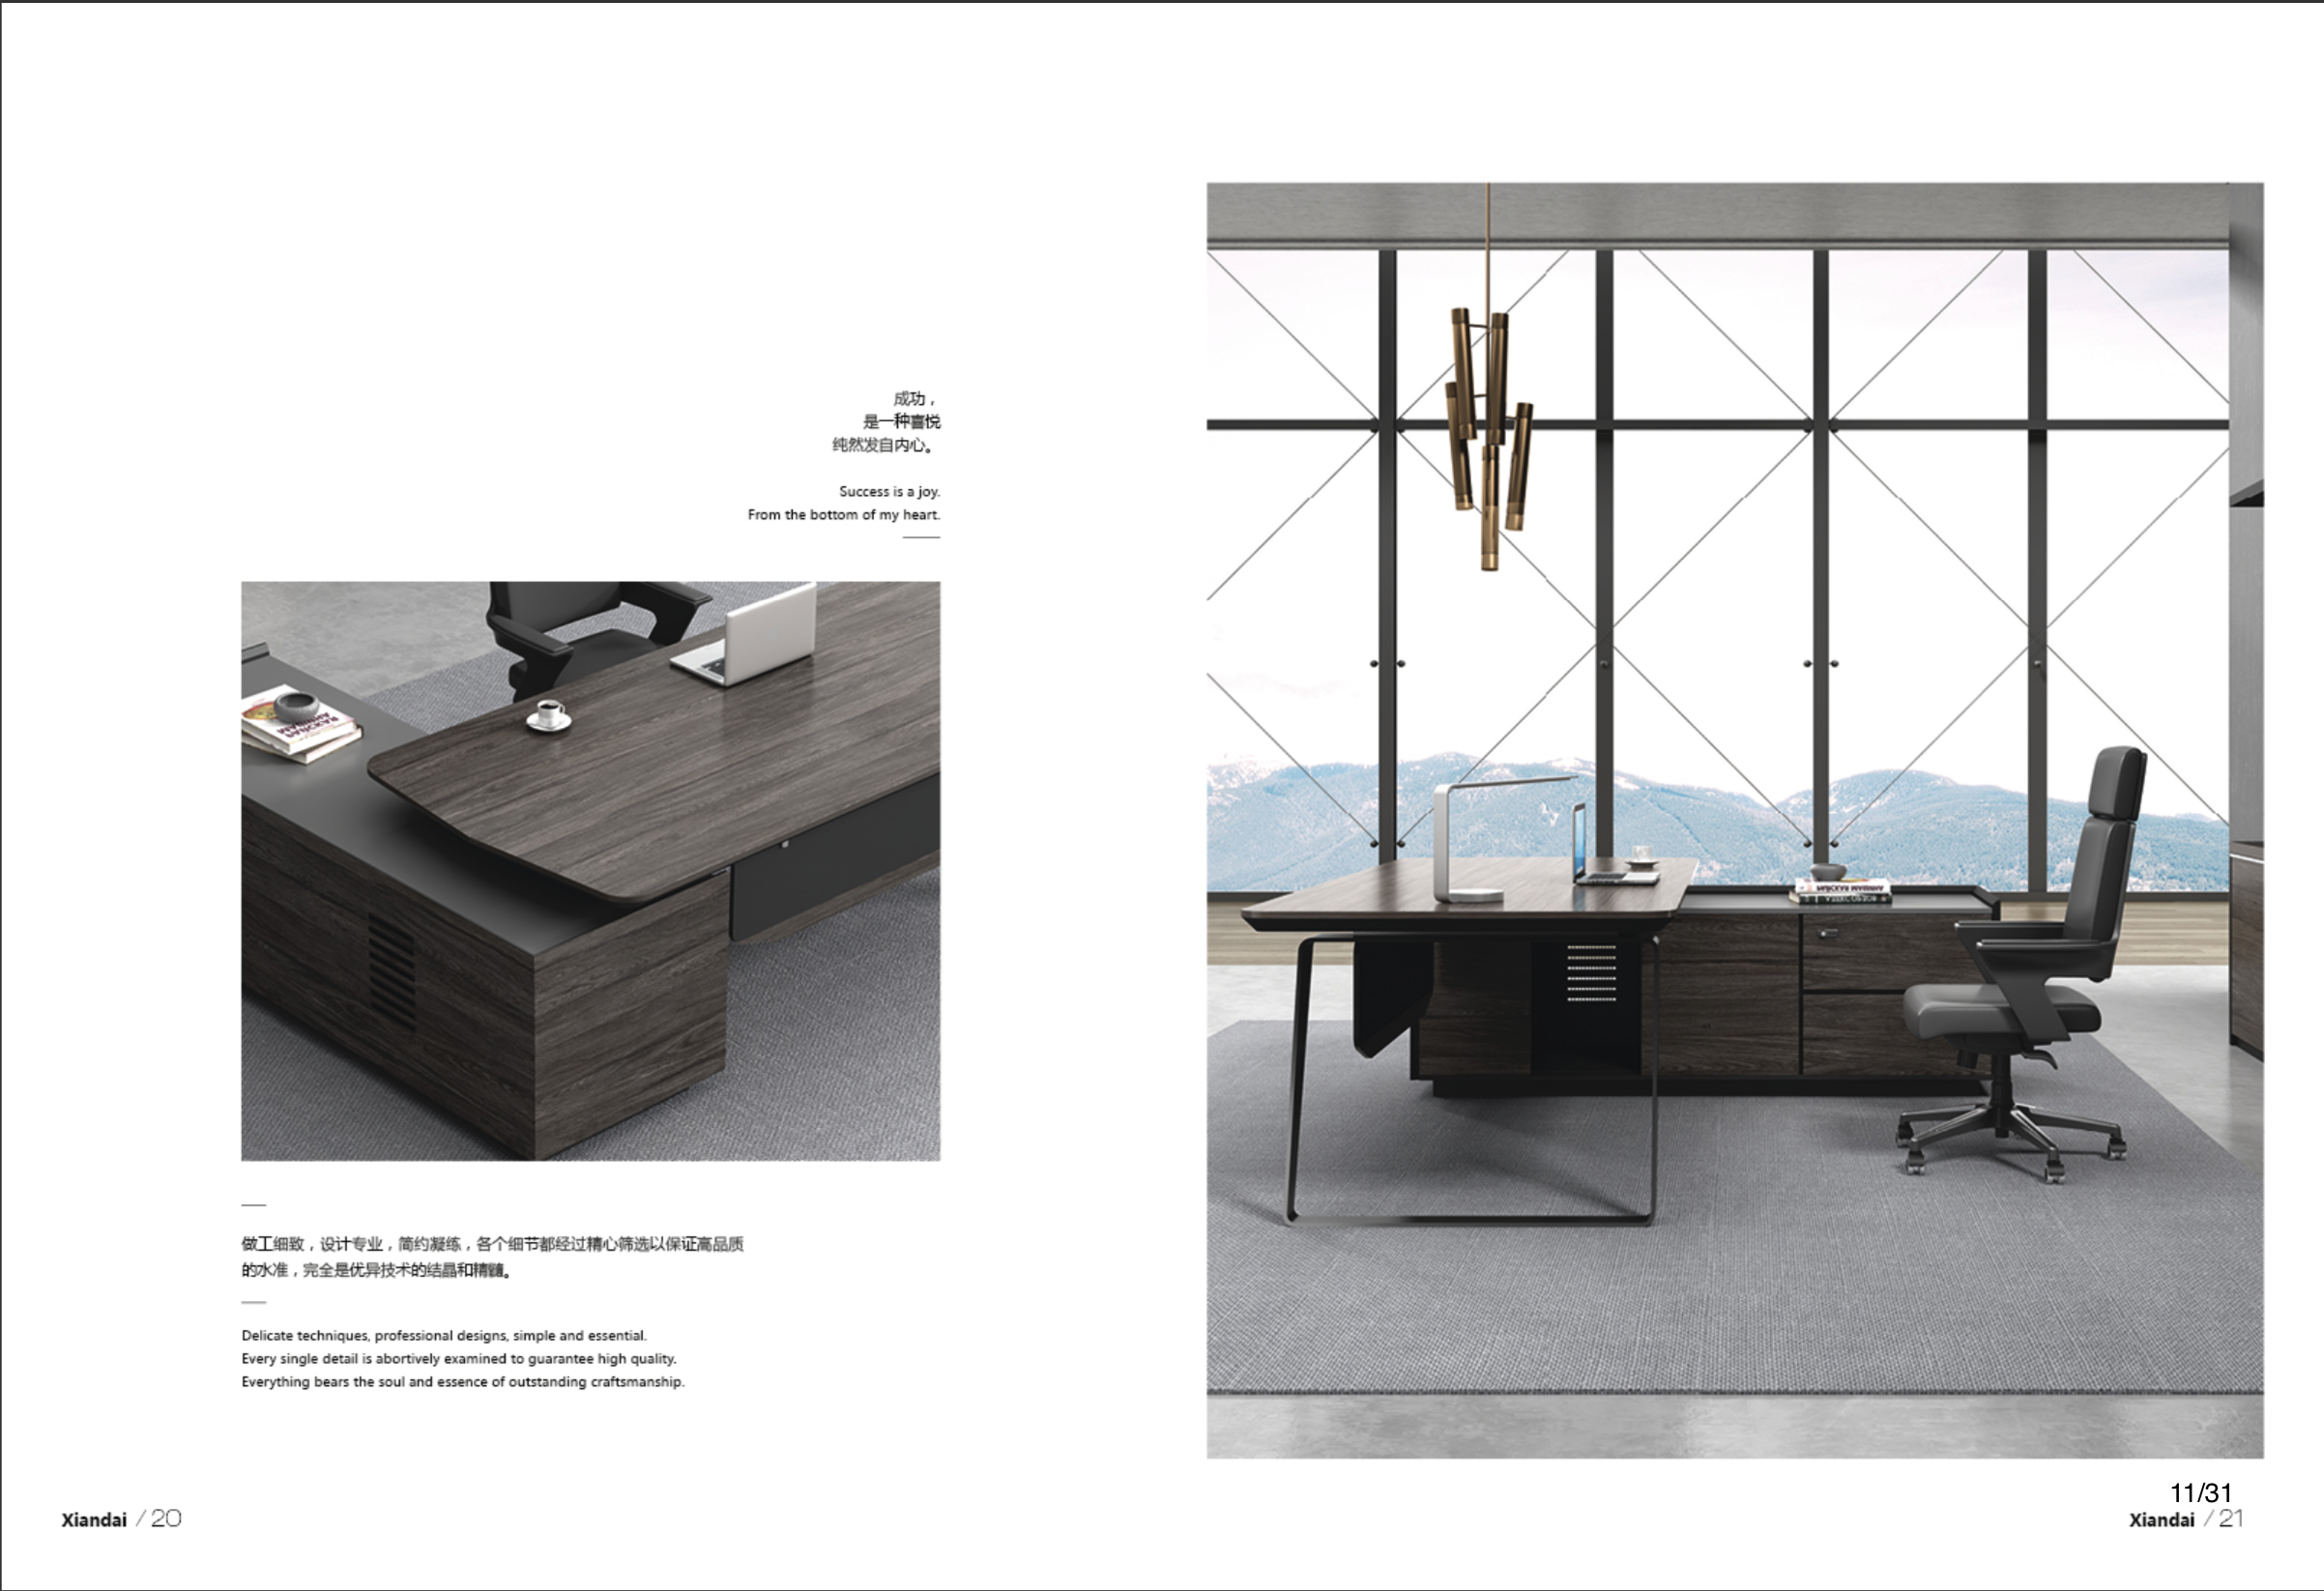 成功，
是一种喜悦
纯然发自内心。
Success is a joy.
From the bottom of my heart.
做工细致，设计专业，简约凝练，各个细节都经过精心筛选以保证高品质
的水准，完全是优异技术的结晶和精髓。
Delicate techniques, professional designs, simple and essential.
Every single detail is abortively examined to guarantee high quality.
Everything bears the soul and essence of outstanding craftsmanship.
Xiandai / 20
11/31
Xiandai / 21